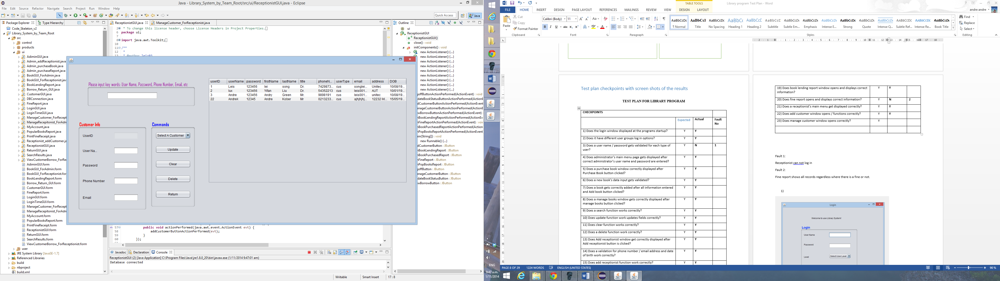 Java - Library_System_by_Team_Root/src/ui/ReceptionistGUI.java - Eclipse
File Edit Source Refactor Navigate Search Project Run Window Help
Quick Access
Java
Package Explorer
Type Hierarchy
Code_Skeleton_v2
Library_System_by_Team_Root
src
control
products
ui
AdiminGUI.java
Admin_addReceptionist.java
Admin_purchaseBook.java
Admin_purchaseReport.java
BookGUI_ForAdmin.java
BookGUI_ForReceptionist.java
BookLendingReport.java
Borrow_Return_GUI.java
CustomerGUI.java
DBConnection.java
FineReport.java
LoginGUI.java
LoginTimeGUI.java
ManageCustomer_ForRecept
ManageRecepitonist_ForAdm
MyAccount.java
PopularBooksReport.java
PrintFineReceipt.java
Receptionist_addCustomer.ja
ReceptionistGUI.java
ReturnGUI.java
SearchResults.java
ViewCustomerBorrow_ForRe
AdiminGUI.form
BookGUI_ForAdmin.form
BookGUI_ForReceptionist.for
BookLendingReport.form
Borrow_Return_GUI.form
CustomerGUI.form
FineReport.form
LoginGUI.form
LoginTimeGUI.form
ManageCustomer_ForRecept
ManageRecepitonist_ForAdm
MyAccount.form
PopularBooksReport.form
PrintFineReceipt.form
ReceptionistGUI.form
ReturnGUI.form
SearchResults.form
ViewCustomerBorrow_ForReceptionist.form
user
JRE System Library [JavaSE-1.7]
Referenced Libraries
build
nbproject
build.xml
ReceptionistGUI.java
ManageCustomer_ForReceptionist.java
2 * To change this license header, choose License Headers in Project Properties.
6 package ui;
7
8 import java.awt.Toolkit;
10
11 /**
12 *
13 * @author leiz03
Please input key words: User Name, Password, Phone Number, Email, etc
Customer Info
UserID
User Na...
Password
Phone Number
Email
Commands
Select A Customer
Update
Clear
Delete
Return
userID userName password firstName lastName title phoneN... userType email address DOB
1 Leis 123456 lei song Dr. 7429873... cus songlei... Unitec 10/08/19...
2 lux 123456 Yifan Liu Dr. 54352213 cus leis001... AUT 10/01/19...
3 Andre 123456 Andry Green Mr. 9898191 cus leis001... unitec 10/08/19...
22 Andrek 12345 Andre Kober Mr 0213233... cus ajhjhjhj... 12232 lkl... 15/05/19...
57 public void actionPerformed(java.awt.event.ActionEvent evt) {
58 addCustomerButtonActionPerformed(evt);
59 }
60 });
Javadoc Declaration Console
ReceptionistGUI (2) [Java Application] C:\Program Files\Java\jre1.8.0_20\bin\javaw.exe (1/11/2014 9:47:01 am)
Database connected
Writable Smart Insert 17 : 8
Outline
ui
ReceptionistGUI
ReceptionistGUI()
close() : void
initComponents() : void
new ActionListener() {...}
new ActionListener() {...}
new ActionListener() {...}
new ActionListener() {...}
new ActionListener() {...}
new ActionListener() {...}
new ActionListener() {...}
new ActionListener() {...}
new ActionListener() {...}
goffButtonActionPerformed(ActionEvent) : void
dateBookStatusButtonActionPerformed(ActionE
dCustomerButtonActionPerformed(ActionEvent
anageCustomerButtonActionPerformed(ActionE
ewBorrowButtonActionPerformed(ActionEvent)
nBookLendingReportActionPerformed(ActionEv
nFineReportActionPerformed(ActionEvent) : voi
nBookPurchasedReportActionPerformed(Action
nPopBooksReportActionPerformed(ActionEvent
ain(String[]) : void
new Runnable() {...}
dCustomerButton : JButton
nBookLendingReport : JButton
nBookPurchasedReport : JButton
nFineReport : JButton
nPopBooksReport : JButton
goffButton : JButton
anageCustomerButton : JButton
dateBookStatusButton : JButton
ewBorrowButton : JButton
ENG
9:47 a.m.
1/11/2014
TABLE TOOLS
Library program Test Plan - Word
FILE HOME INSERT DESIGN PAGE LAYOUT REFERENCES MAILINGS REVIEW VIEW DESIGN LAYOUT
andre andre
Paste
Cut
Copy
Format Painter
Calibri (Body) 11
Normal Title No Spacing Heading 1 Heading 2 Subtitle Subtle Em... Emphasis Intense E... Strong Quote Intense Q... Subtle Ref... Intense Re... Book Title
Find
Replace
Select
Clipboard Font Paragraph Styles Editing
Test plan checkpoints with screen shots of the results
TEST PLAN FOR LIBRARY PROGRAM
CHECKPOINTS
Expected Actual Fault No
1) Does the login window displayed at the programs startup? Y Y
2) Does it have different user groups log in options? Y Y
3) Does a user name / password gets validated for each type of user? Y N 1
4) Does administrator's main menu page gets displayed after correct administrator's user name and password are entered? Y Y
5) Does a purchase book window correctly displayed after Purchase Book button clicked? Y Y
6) Does a new book's data input gets validated? Y Y
7) Does a book gets correctly added after all information entered and Add book button clicked? Y Y
8) Does a manage books window gets correctly displayed after manage books button clicked? Y Y
9) Does a search function works correctly? Y Y
10) Does update function work updates fields correctly? Y Y
11) Does clear function works correctly? Y Y
12) Does a delete function work correctly? Y Y
13) Does Add receptionist window get correctly displayed after Add receptionist button is clicked? Y Y
14) Does a validation for phone number / email address and date of birth work correctly? Y Y
15) Does add receptionist function work correctly? Y Y
19) Does book lending report window opens and displays correct information? Y Y
20) Does fine report opens and displays correct information? Y N 2
21) Does a receptionist's main menu get displayed correctly? Y Y
22) Does add customer window opens / functions correctly? Y Y
23) Does manage customer window opens correctly? Y
Fault 1:
Receptionist can not log in
Fault 2:
Fine report shows all records regardless where there is a fine or not.
1)
Login
Welcome to use Library System!
Login
User Name
Password
Level
Select User Level
PAGE 8 OF 29 1224 WORDS ENGLISH (UNITED STATES)
90 %